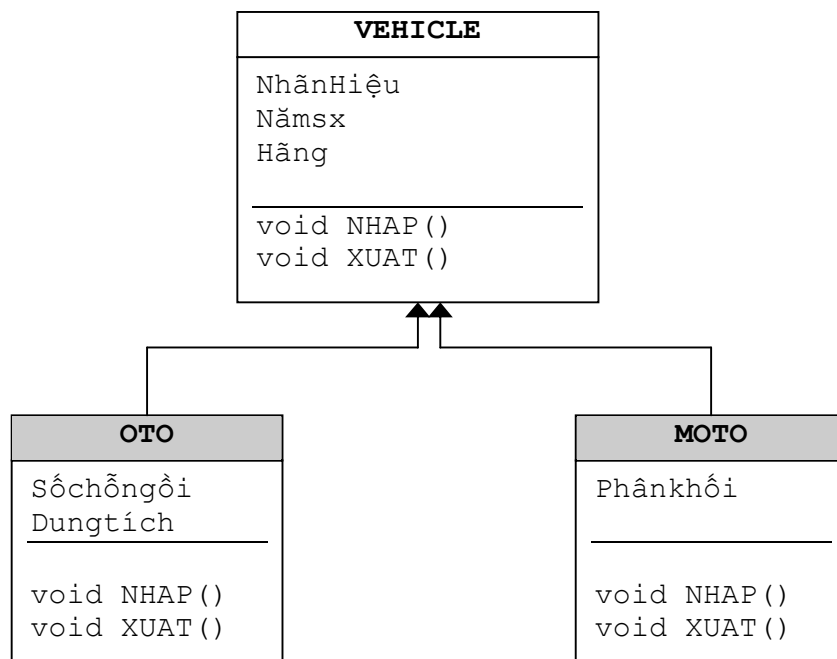 VEHICLE
NhãnHiệu
Nămsx
Hãng
void NHAP()
void XUAT()
OTO
Sốchỗngồi
Dungtích
void NHAP()
void XUAT()
MOTO
Phânkhối
void NHAP()
void XUAT()